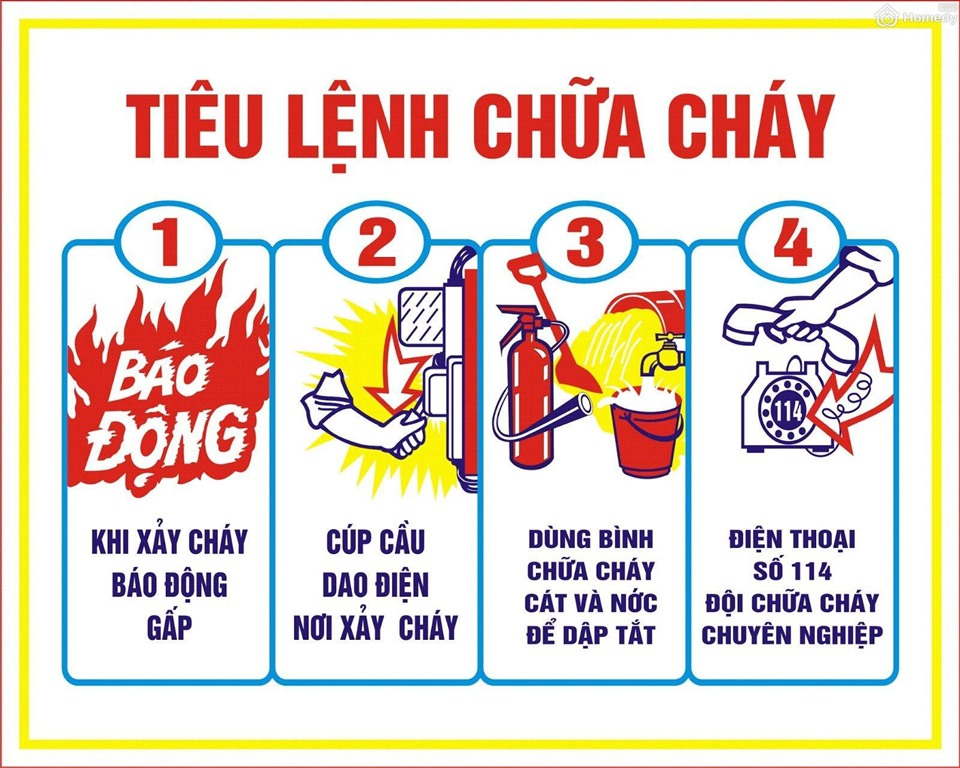 Homedy
TIÊU LỆNH CHỮA CHÁY
1
BÁO
ĐỘNG
KHI XẢY CHÁY
BÁO ĐỘNG
GẤP
2
CÚP CẦU
DAO ĐIỆN
NƠI XẢY CHÁY
3
DÙNG BÌNH
CHỮA CHÁY
CÁT VÀ NỚC
ĐỂ DẬP TẮT
4
114
ĐIỆN THOẠI
SỐ 114
ĐỘI CHỮA CHÁY
CHUYÊN NGHIỆP